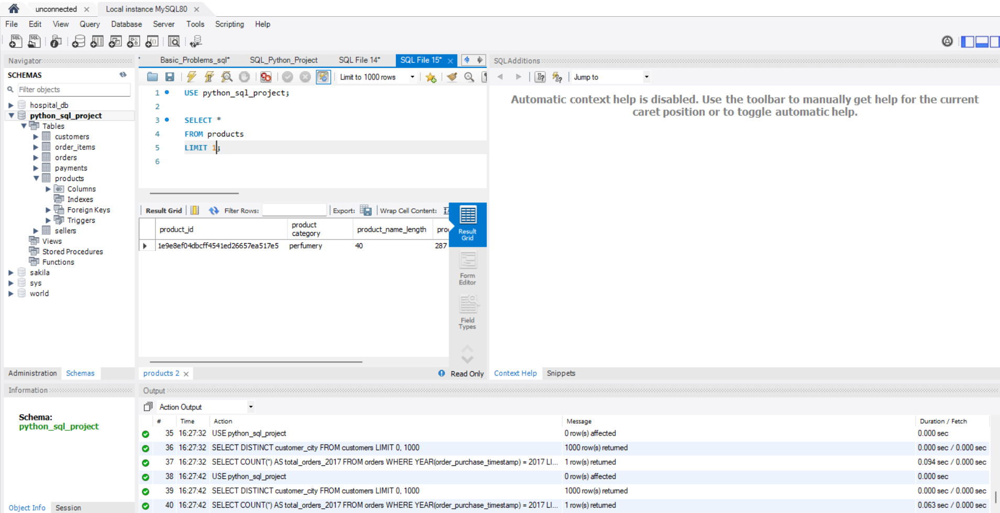 unconnected
Local instance MySQL80
File Edit View Query Database Server Tools Scripting Help
Navigator
SCHEMAS
Filter objects
hospital_db
python_sql_project
Tables
customers
order_items
orders
payments
products
Columns
Indexes
Foreign Keys
Triggers
sellers
Views
Stored Procedures
Functions
sakila
sys
world
Administration Schemas
Information
Schema:
python_sql_project
Object Info Session
Basic_Problems_sql* SQL_Python_Project SQL File 14* SQL File 15*
Limit to 1000 rows
1 USE python_sql_project;
2
3 SELECT *
4 FROM products
5 LIMIT 1;
6
Result Grid Filter Rows: Export: Wrap Cell Content:
product_id product category product_name_length
1e9e8ef04dbcff4541ed26657ea517e5 perfumery 40 287
Result Grid
Form Editor
Field Types
products 2 Read Only
SQLAdditions
Jump to
Automatic context help is disabled. Use the toolbar to manually get help for the current
caret position or to toggle automatic help.
Context Help Snippets
Output
Action Output
# Time Action Message Duration / Fetch
35 16:27:32 USE python_sql_project 0 row(s) affected 0.000 sec
36 16:27:32 SELECT DISTINCT customer_city FROM customers LIMIT 0, 1000 1000 row(s) returned 0.000 sec / 0.000 sec
37 16:27:32 SELECT COUNT(*) AS total_orders_2017 FROM orders WHERE YEAR(order_purchase_timestamp) = 2017 LI... 1 row(s) returned 0.094 sec / 0.000 sec
38 16:27:42 USE python_sql_project 0 row(s) affected 0.000 sec
39 16:27:42 SELECT DISTINCT customer_city FROM customers LIMIT 0, 1000 1000 row(s) returned 0.000 sec / 0.000 sec
40 16:27:42 SELECT COUNT(*) AS total_orders_2017 FROM orders WHERE YEAR(order_purchase_timestamp) = 2017 LI... 1 row(s) returned 0.063 sec / 0.000 sec